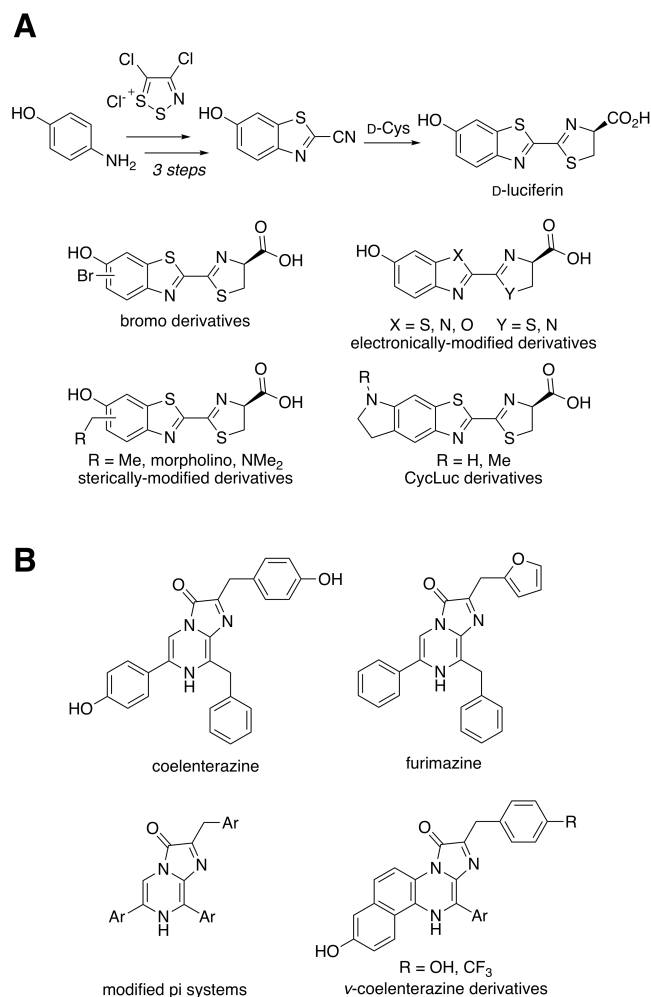 A
Cl
Cl
Cl⁻
+
S
S
N
HO
NH₂
3 steps
HO
S
N
CN
D-Cys
HO
S
N
N
S
CO₂H
D-luciferin
HO
Br
S
N
N
S
O
OH
bromo derivatives
HO
X
N
N
Y
O
OH
X = S, N, O Y = S, N
electronically-modified derivatives
HO
R
S
N
N
S
O
OH
R = Me, morpholino, NMe₂
sterically-modified derivatives
R
N
S
N
N
S
O
OH
R = H, Me
CycLuc derivatives
B
O
OH
N
N
N
H
HO
coelenterazine
O
O
N
N
N
H
furimazine
O
Ar
N
N
Ar
N
H
Ar
modified pi systems
O
R
N
N
N
H
Ar
HO
R = OH, CF₃
v-coelenterazine derivatives